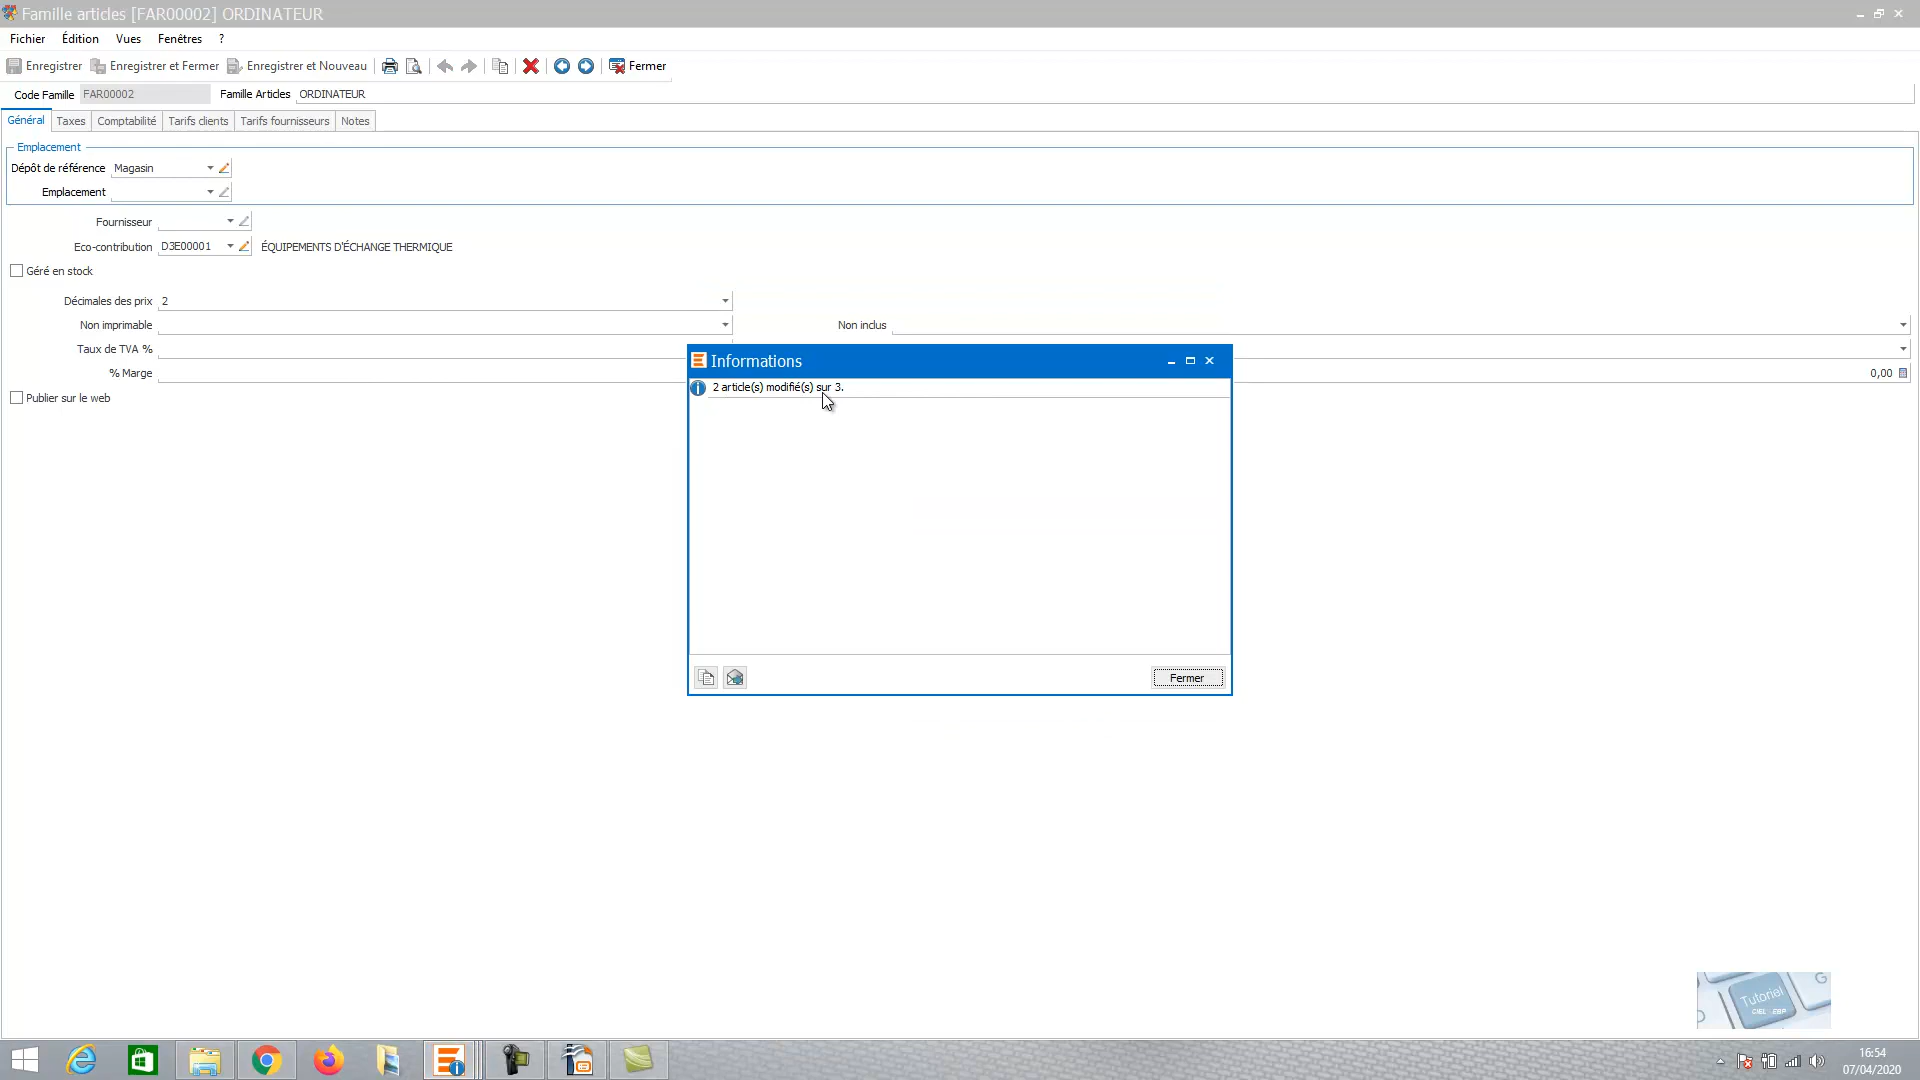 Famille articles [FAR00002] ORDINATEUR
Fichier Édition Vues Fenêtres ?
Enregistrer Enregistrer et Fermer Enregistrer et Nouveau Fermer
Code Famille FAR00002 Famille Articles ORDINATEUR
Général Taxes Comptabilité Tarifs clients Tarifs fournisseurs Notes
Emplacement
Dépôt de référence Magasin
Emplacement
Fournisseur
Eco-contribution D3E00001 ÉQUIPEMENTS D'ÉCHANGE THERMIQUE
Géré en stock
Décimales des prix 2
Non imprimable Non inclus
Taux de TVA %
% Marge 0,00
Publier sur le web
Informations
2 article(s) modifié(s) sur 3.
Fermer
Tutoriel
CIEL - EBP
G
16:54
07/04/2020